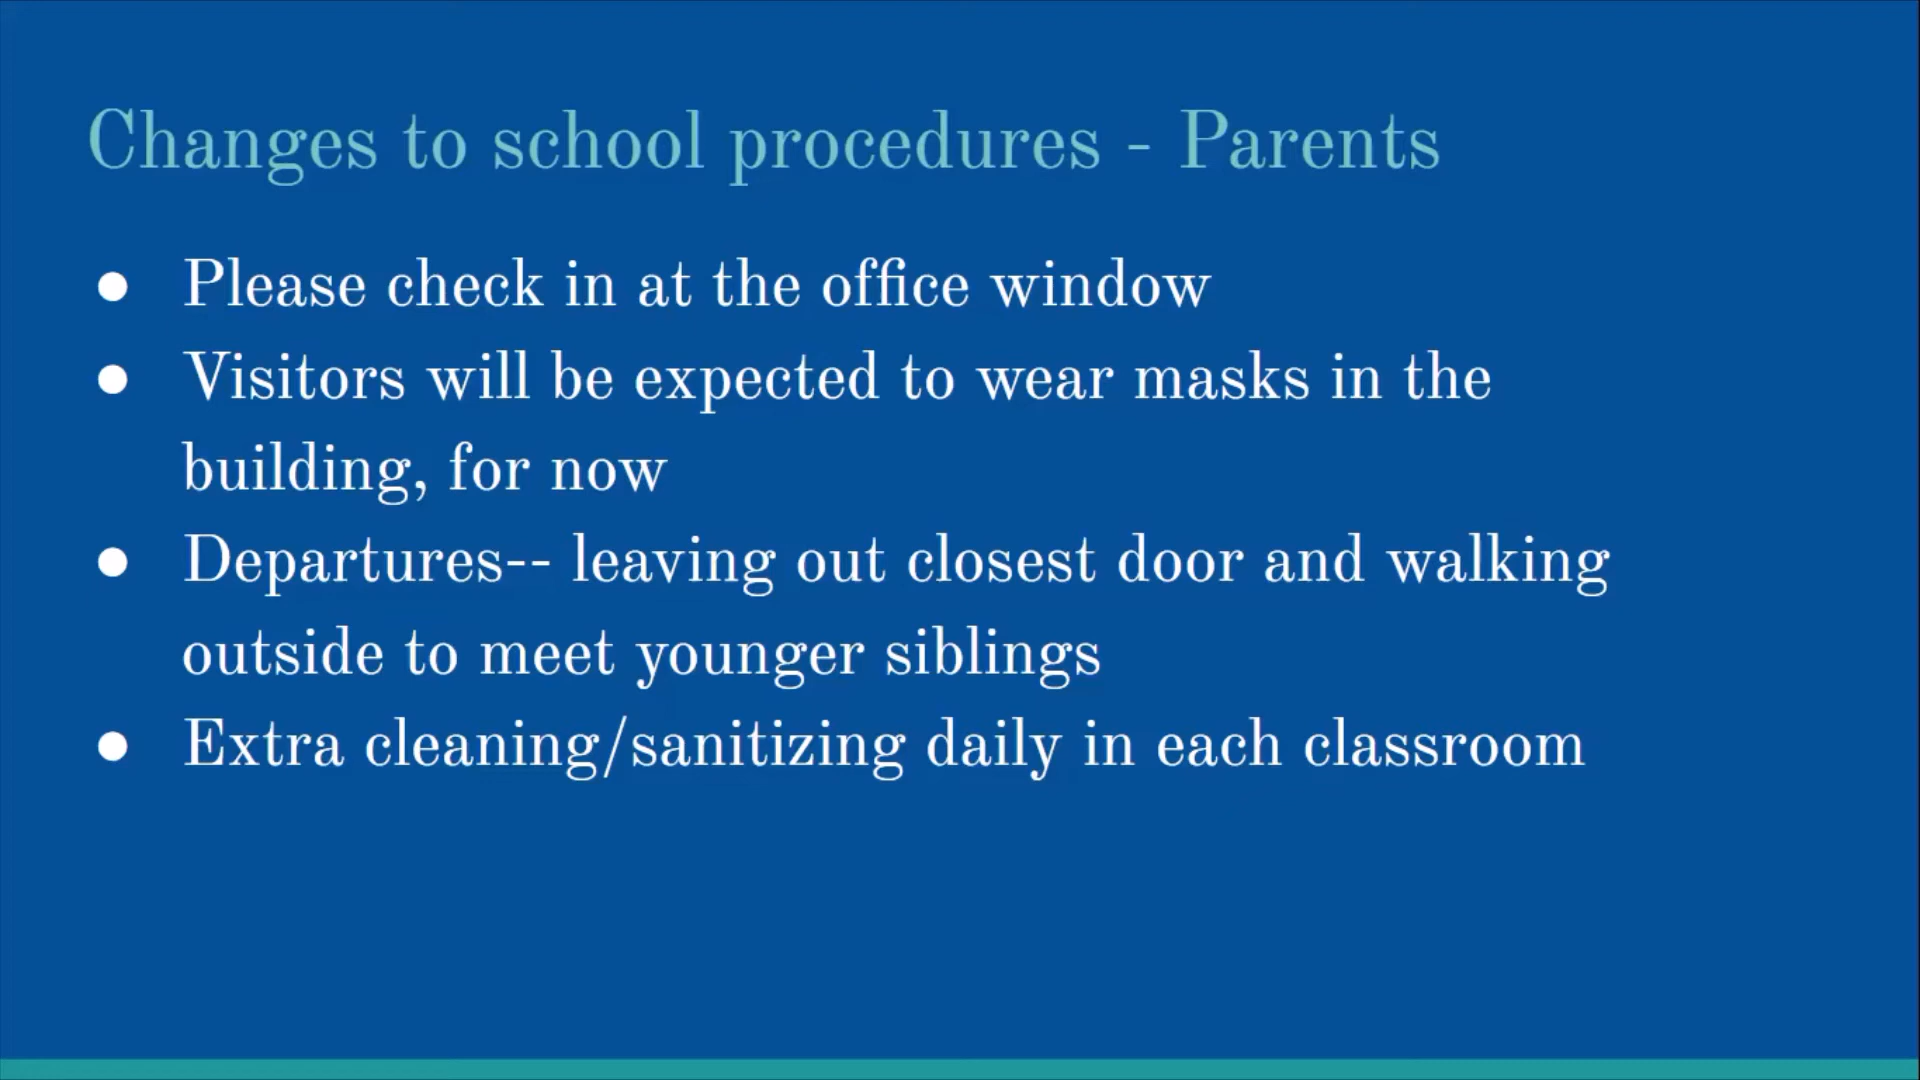 Changes to school procedures - Parents
● Please check in at the office window
● Visitors will be expected to wear masks in the
building, for now
● Departures-- leaving out closest door and walking
outside to meet younger siblings
● Extra cleaning/sanitizing daily in each classroom